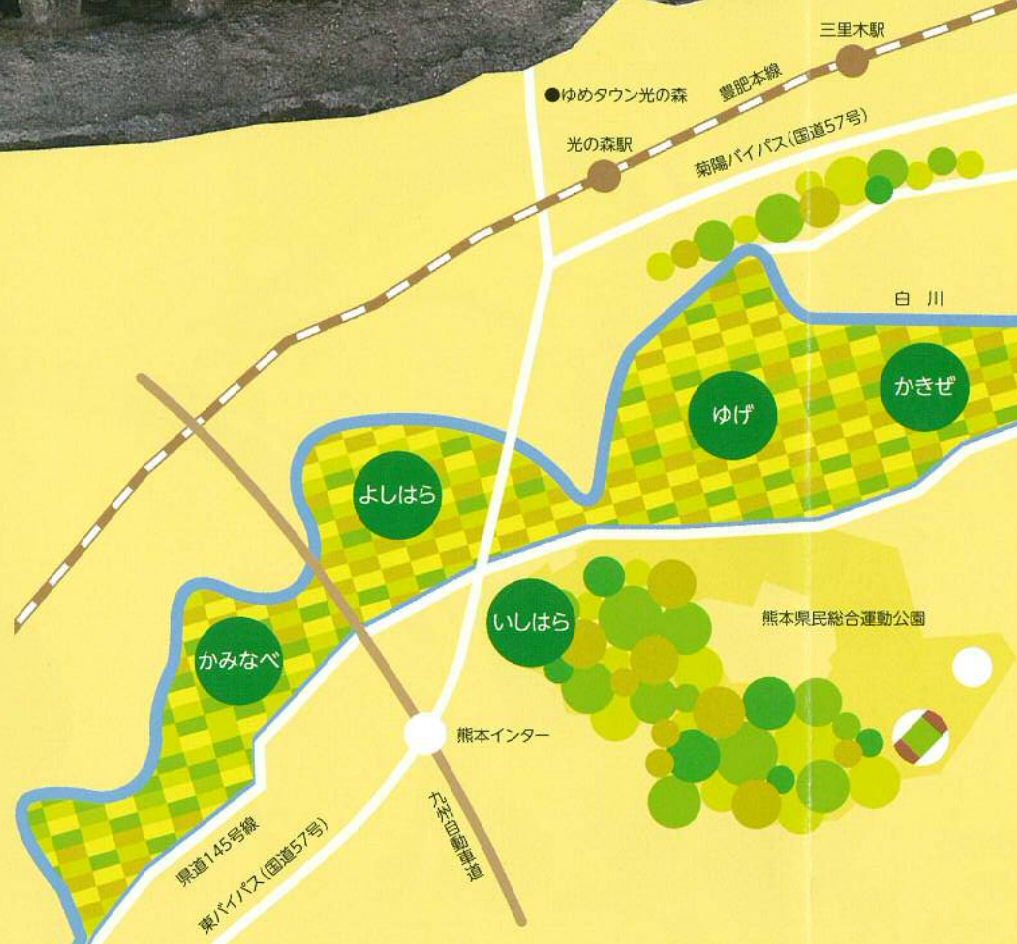 三里木駅
●ゆめタウン光の森
豊肥本線
光の森駅
菊陽バイパス(国道57号)
白 川
かきぜ
ゆげ
よしはら
いしはら
熊本県民総合運動公園
かみなべ
熊本インター
九州自動車道
県道145号線
東バイパス(国道57号)